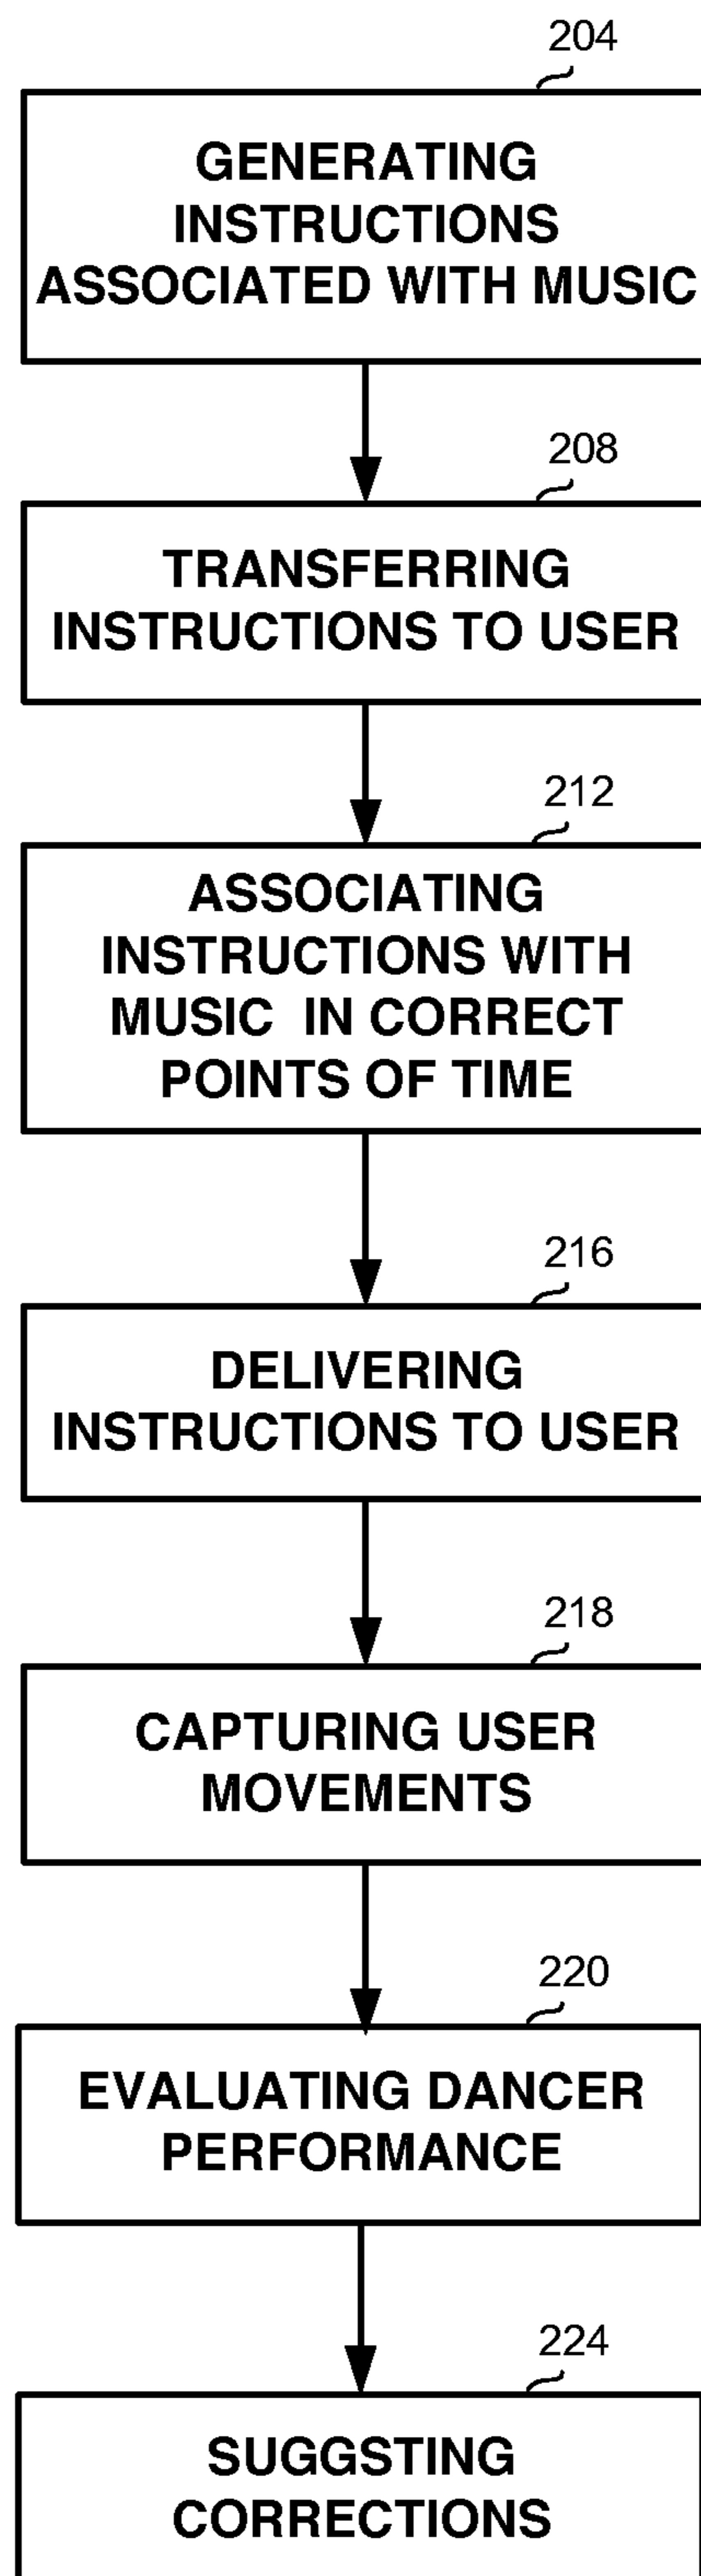 204
GENERATING
INSTRUCTIONS
ASSOCIATED WITH MUSIC
208
TRANSFERRING
INSTRUCTIONS TO USER
212
ASSOCIATING
INSTRUCTIONS WITH
MUSIC IN CORRECT
POINTS OF TIME
216
DELIVERING
INSTRUCTIONS TO USER
218
CAPTURING USER
MOVEMENTS
220
EVALUATING DANCER
PERFORMANCE
224
SUGGSTING
CORRECTIONS